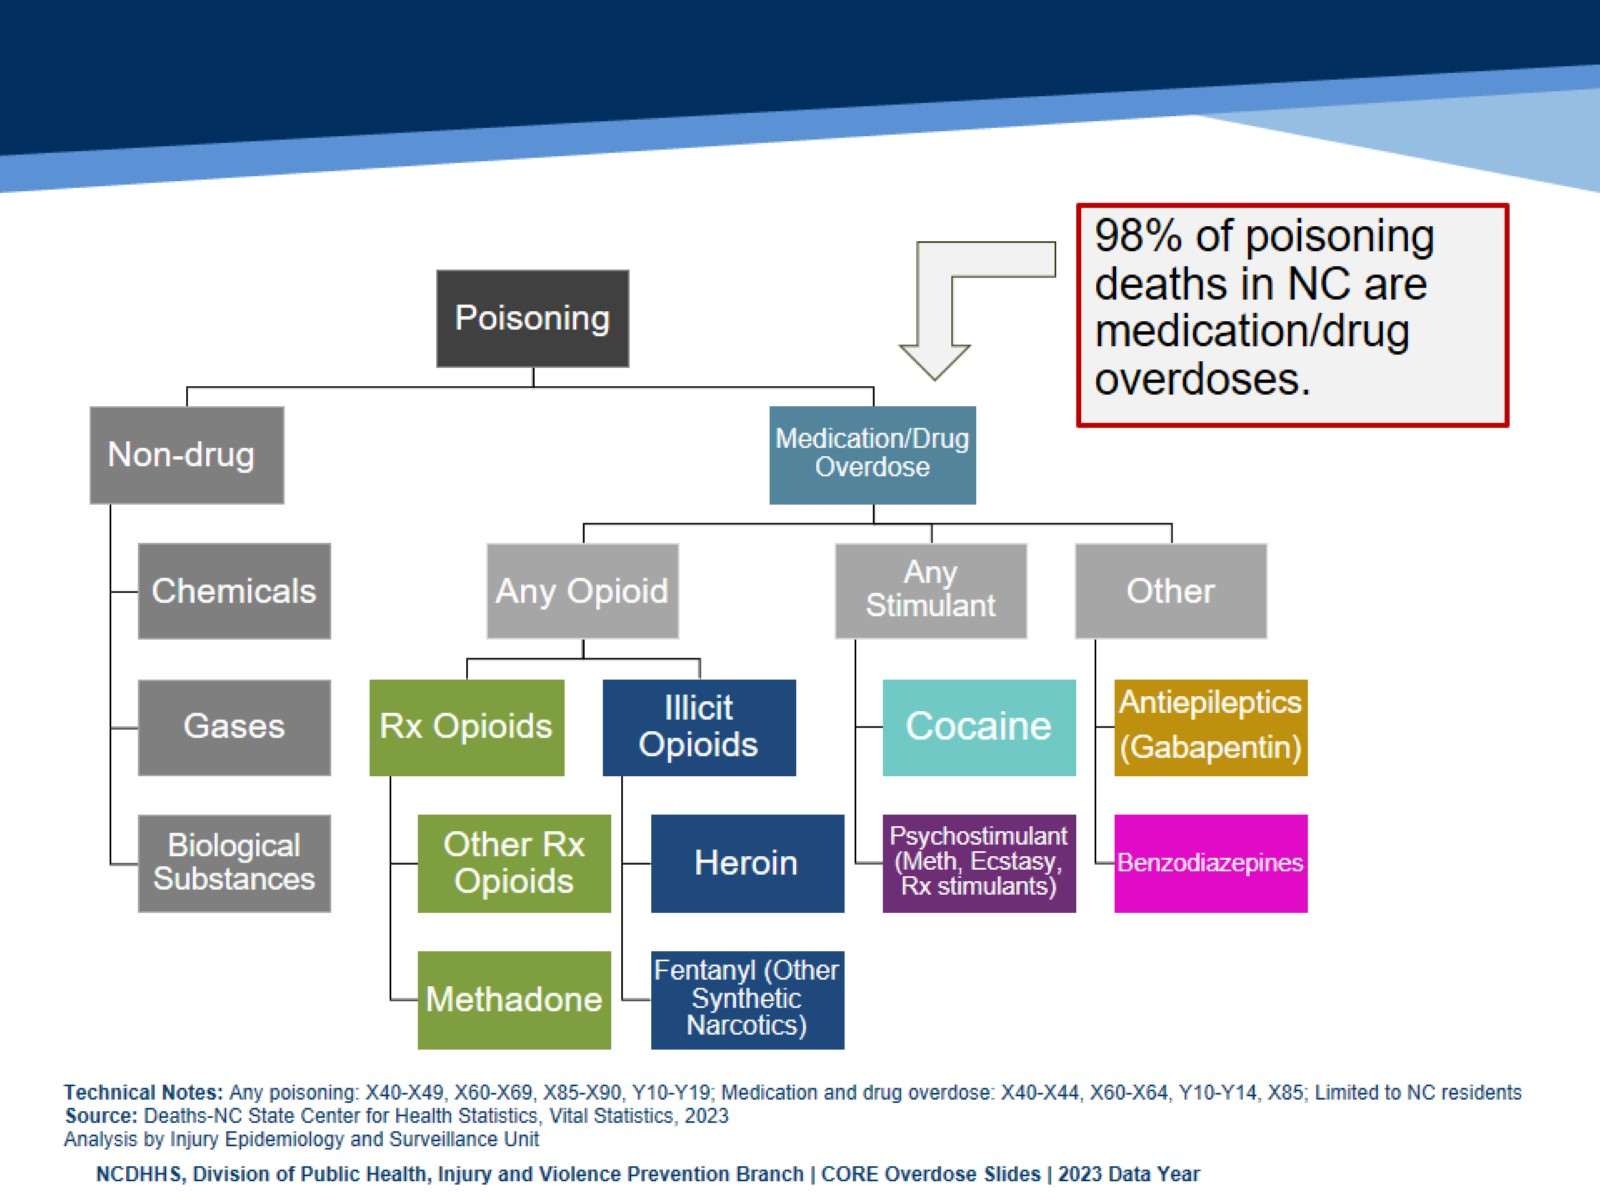 98% of poisoning
deaths in NC are
medication/drug
overdoses.
Poisoning
Non-drug
Medication/Drug
Overdose
Chemicals
Any Opioid
Any
Stimulant
Other
Gases
Rx Opioids
Illicit
Opioids
Cocaine
Antiepileptics
(Gabapentin)
Biological
Substances
Other Rx
Opioids
Heroin
Psychostimulant
(Meth, Ecstasy,
Rx stimulants)
Benzodiazepines
Methadone
Fentanyl (Other
Synthetic
Narcotics)
Technical Notes: Any poisoning: X40-X49, X60-X69, X85-X90, Y10-Y19; Medication and drug overdose: X40-X44, X60-X64, Y10-Y14, X85; Limited to NC residents
Source: Deaths-NC State Center for Health Statistics, Vital Statistics, 2023
Analysis by Injury Epidemiology and Surveillance Unit
NCDHHS, Division of Public Health, Injury and Violence Prevention Branch | CORE Overdose Slides | 2023 Data Year